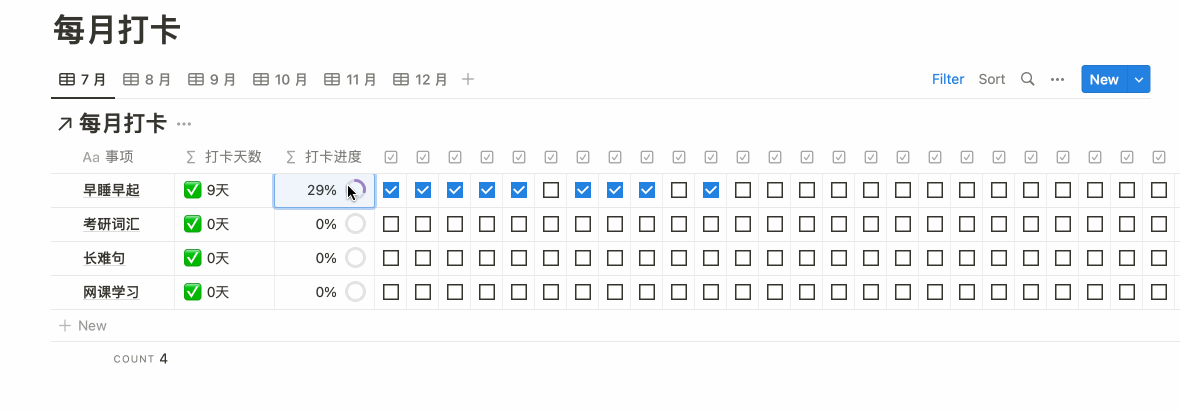 每月打卡
7 月 8 月 9 月 10 月 11 月 12 月 Filter Sort New
每月打卡
Aa 事项 Σ 打卡天数 Σ 打卡进度
早睡早起 9天 29%
考研词汇 0天 0%
长难句 0天 0%
网课学习 0天 0%
New
COUNT 4